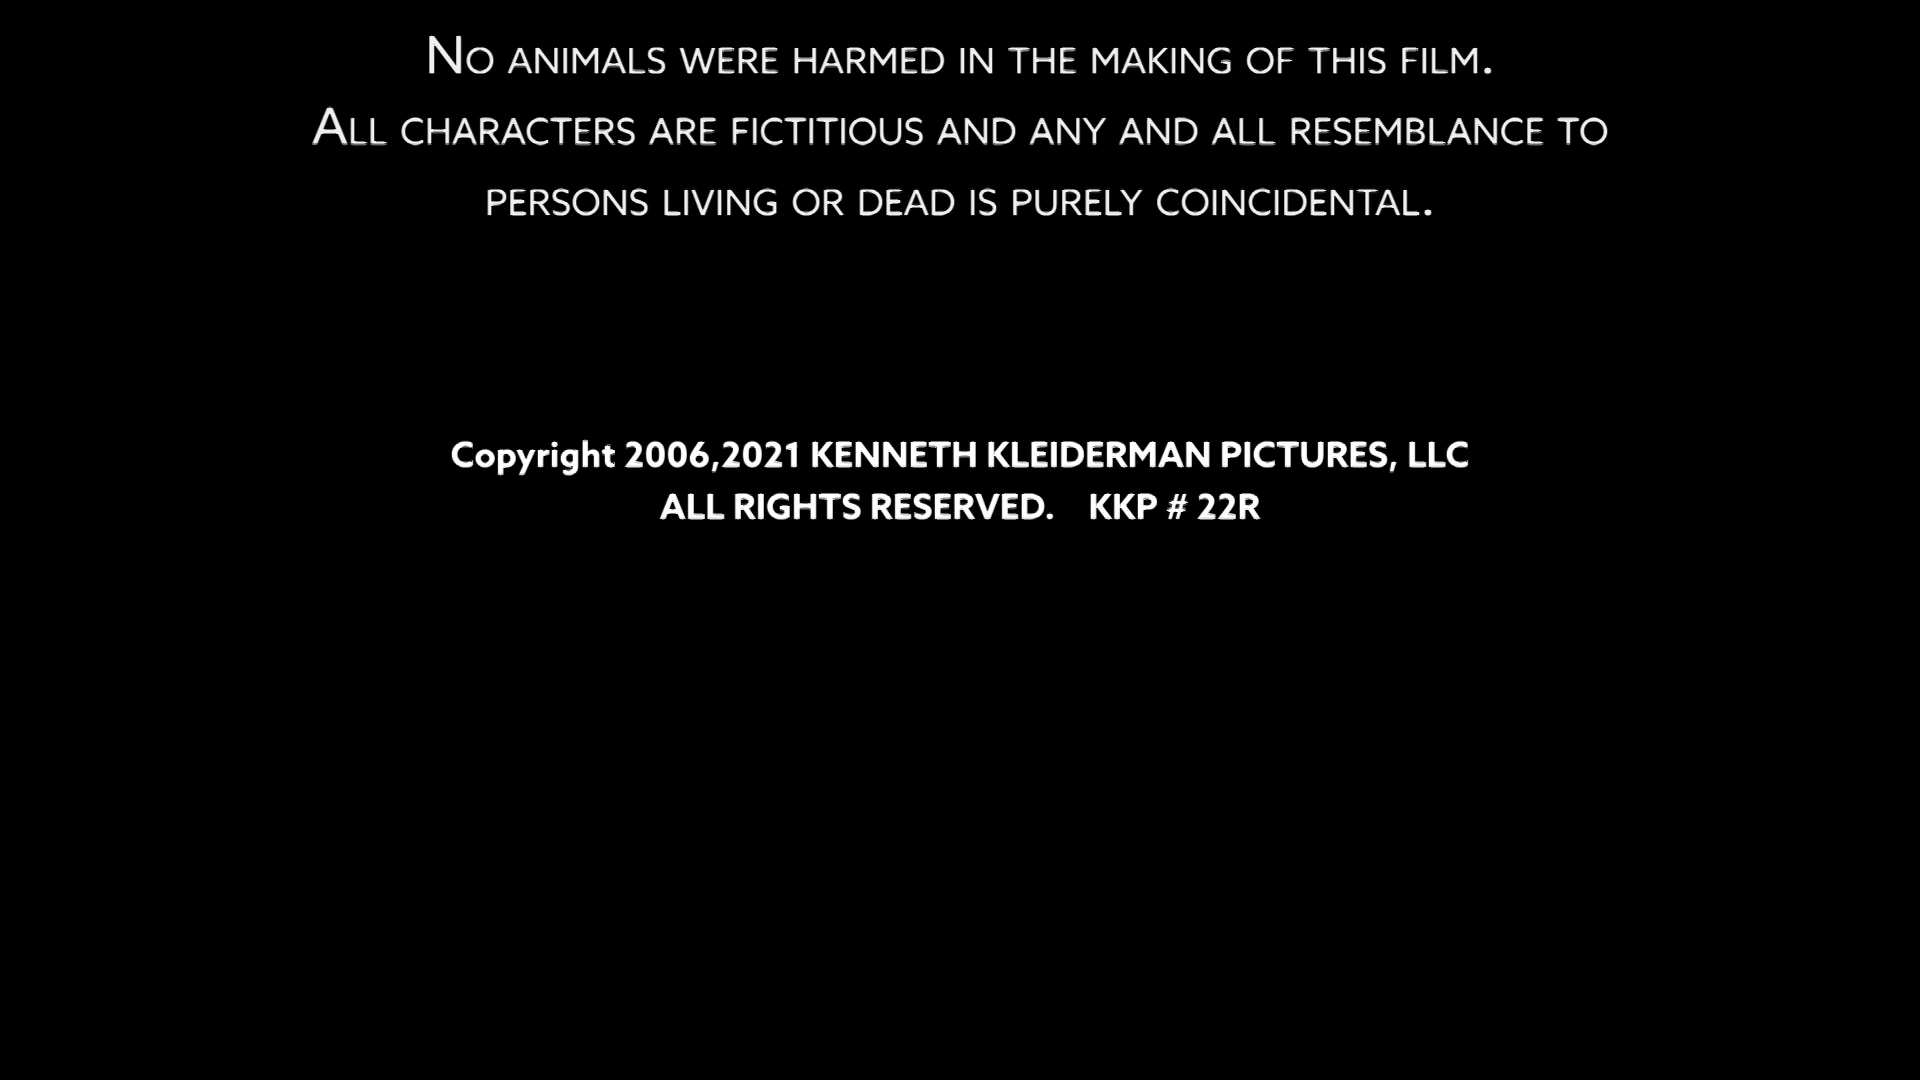 No animals were harmed in the making of this film.
All characters are fictitious and any and all resemblance to
persons living or dead is purely coincidental.
Copyright 2006,2021 KENNETH KLEIDERMAN PICTURES, LLC
ALL RIGHTS RESERVED. KKP # 22R